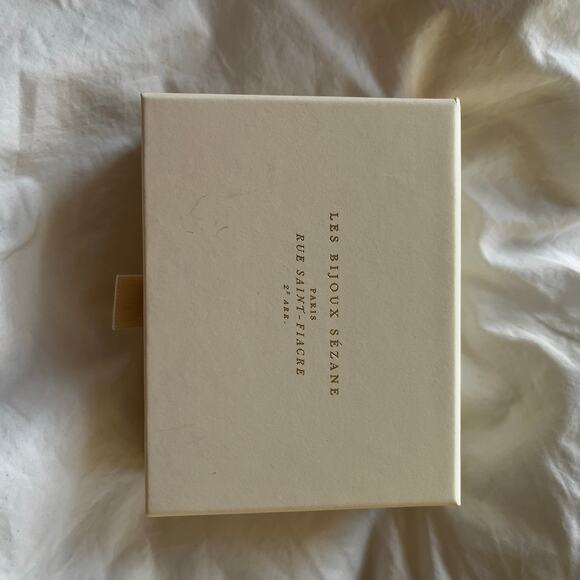 LES BIJOUX SÉZANE
PARIS
RUE SAINT-FIACRE
2E ARR.